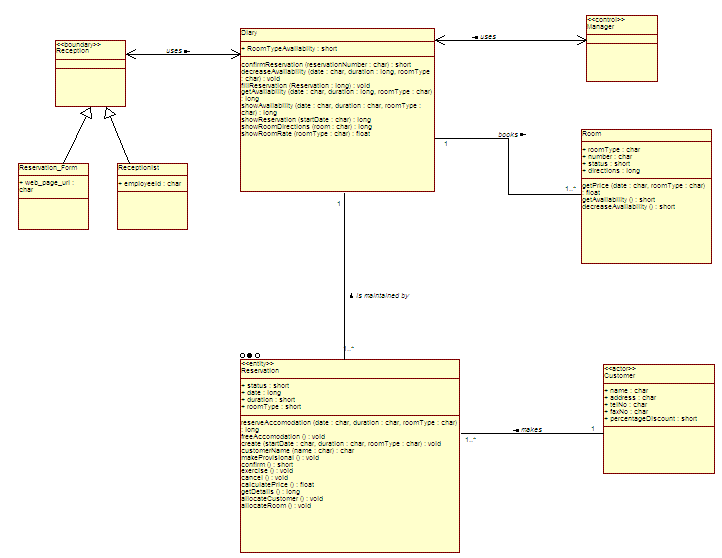 <<boundary>>
Reception
uses
Diary
+ RoomTypeAvailablity : short
confirmReservation (reservationNumber : char) : short
decreaseAvailability (date : char, duration : long, roomType
: char) : void
fillReservation (Reservation : long) : void
getAvailability (date : char, duration : long, roomType : char)
: long
showAvailability (date : char, duration : char, roomType :
char) : long
showReservation (startDate : char) : long
showRoomDirections (room : char) : long
showRoomRate (roomType : char) : float
uses
<<control>>
Manager
Reservation_Form
+ web_page_url :
char
Receptionist
+ employeeid : char
books
1
1..*
Room
+ roomType : char
+ number : char
+ status : short
+ directions : long
getPrice (date : char, roomType : char)
: float
getAvailability () : short
decreaseAvailability () : short
1
is maintained by
1..*
<<entity>>
Reservation
+ status : short
+ date : long
+ duration : short
+ roomType : short
reserveAccomodation (date : char, duration : char, roomType : char)
: long
freeAccomodation () : void
create (startDate : char, duration : char, roomType : char) : void
customerName (name : char) : char
makeProvisional () : void
confirm () : short
exercise () : void
cancel () : void
calculatePrice () : float
getDetails () : long
allocateCustomer () : void
allocateRoom () : void
makes
1..*
1
<<actor>>
Customer
+ name : char
+ address : char
+ telNo : char
+ faxNo : char
+ percentageDiscount : short